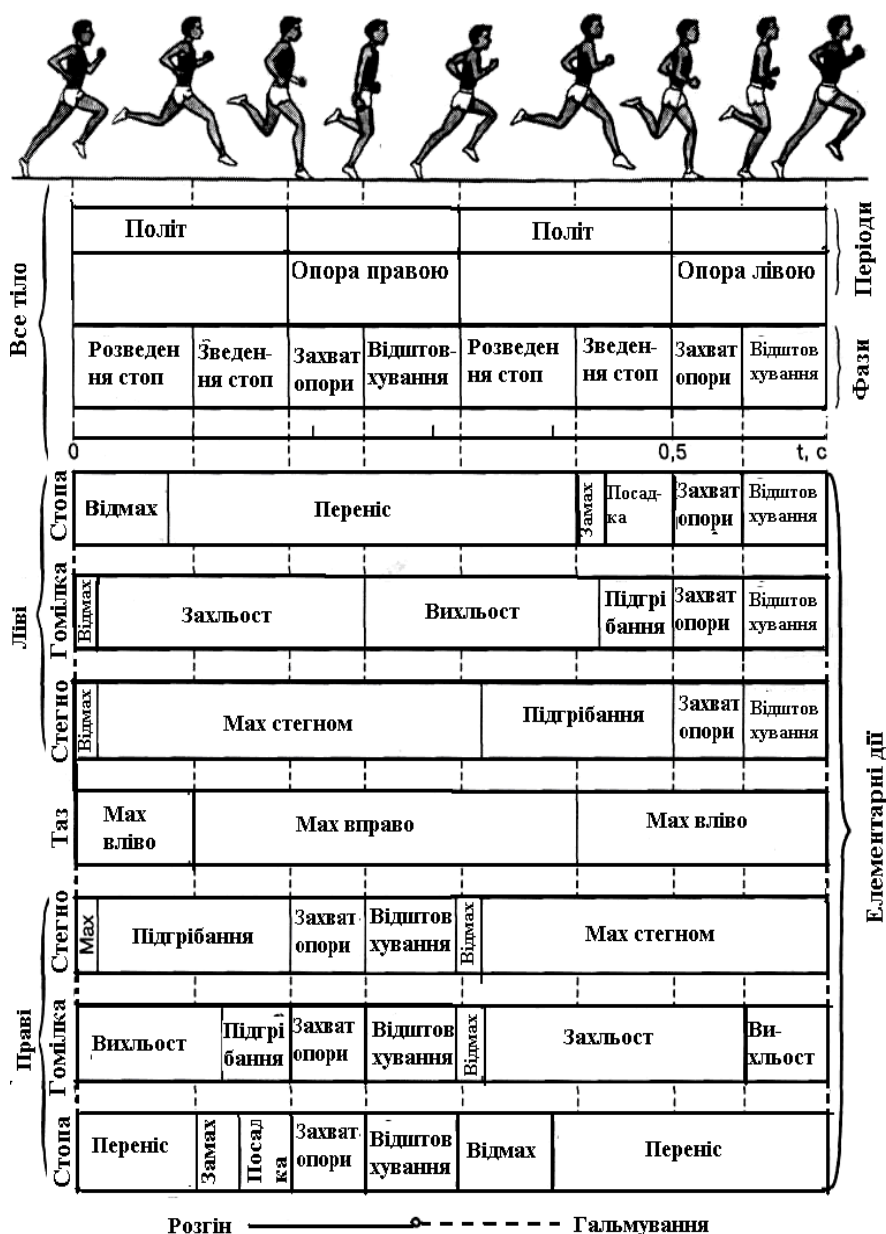 Політ
Політ
Опора правою
Опора лівою
Періоди
Все тіло
Розведен
ня стоп
Зведен-
ня стоп
Захват
опори
Відштов-
хування
Розведен
ня стоп
Зведен-
ня стоп
Захват
опори
Відштов
хування
Фази
0
0,5
t, c
Ліві
Стопа
Відмах
Переніс
Замах
Посад-
ка
Захват
опори
Відштов
хування
Гомілка
Відмах
Захльост
Вихльост
Підгрі
бання
Захват
опори
Відштов
хування
Стегно
Відмах
Мах стегном
Підгрібання
Захват
опори
Відштов
хування
Таз
Мах
вліво
Мах вправо
Мах вліво
Елементарні дії
Праві
Стегно
Мах
Підгрібання
Захват
опори
Відштов
хування
Відмах
Мах стегном
Гомілка
Вихльост
Підгрі
бання
Захват
опори
Відштов
хування
Відмах
Захльост
Ви-
хльост
Стопа
Переніс
Замах
Посад
ка
Захват
опори
Відштов
хування
Відмах
Переніс
Розгін
Гальмування